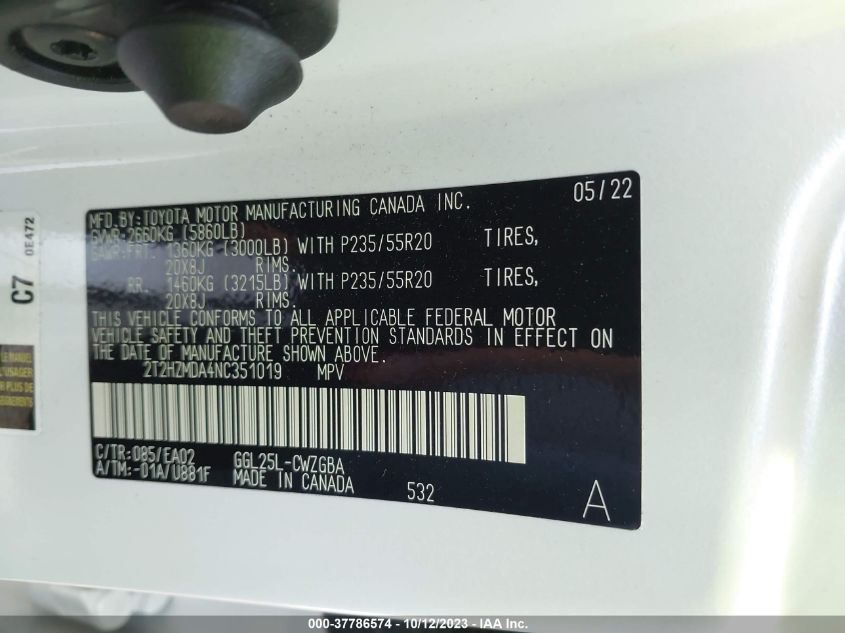 MFD.BY:TOYOTA MOTOR MANUFACTURING CANADA INC. 05/22
GVWR:2660KG (5860LB)
GAWR:FRT. 1360KG (3000LB) WITH P235/55R20 TIRES,
20X8J RIMS.
RR. 1460KG (3215LB) WITH P235/55R20 TIRES,
20X8J RIMS.
THIS VEHICLE CONFORMS TO ALL APPLICABLE FEDERAL MOTOR
VEHICLE SAFETY AND THEFT PREVENTION STANDARDS IN EFFECT ON
THE DATE OF MANUFACTURE SHOWN ABOVE.
2T2HZMDA4NC351019 MPV
C/TR:085/EA02 GGL25L-CWZGBA
A/TM:-01A/U881F MADE IN CANADA 532 A
C7 0E472
LE MANUEL
L'USAGER
000-37786574 - 10/12/2023 - IAA Inc.